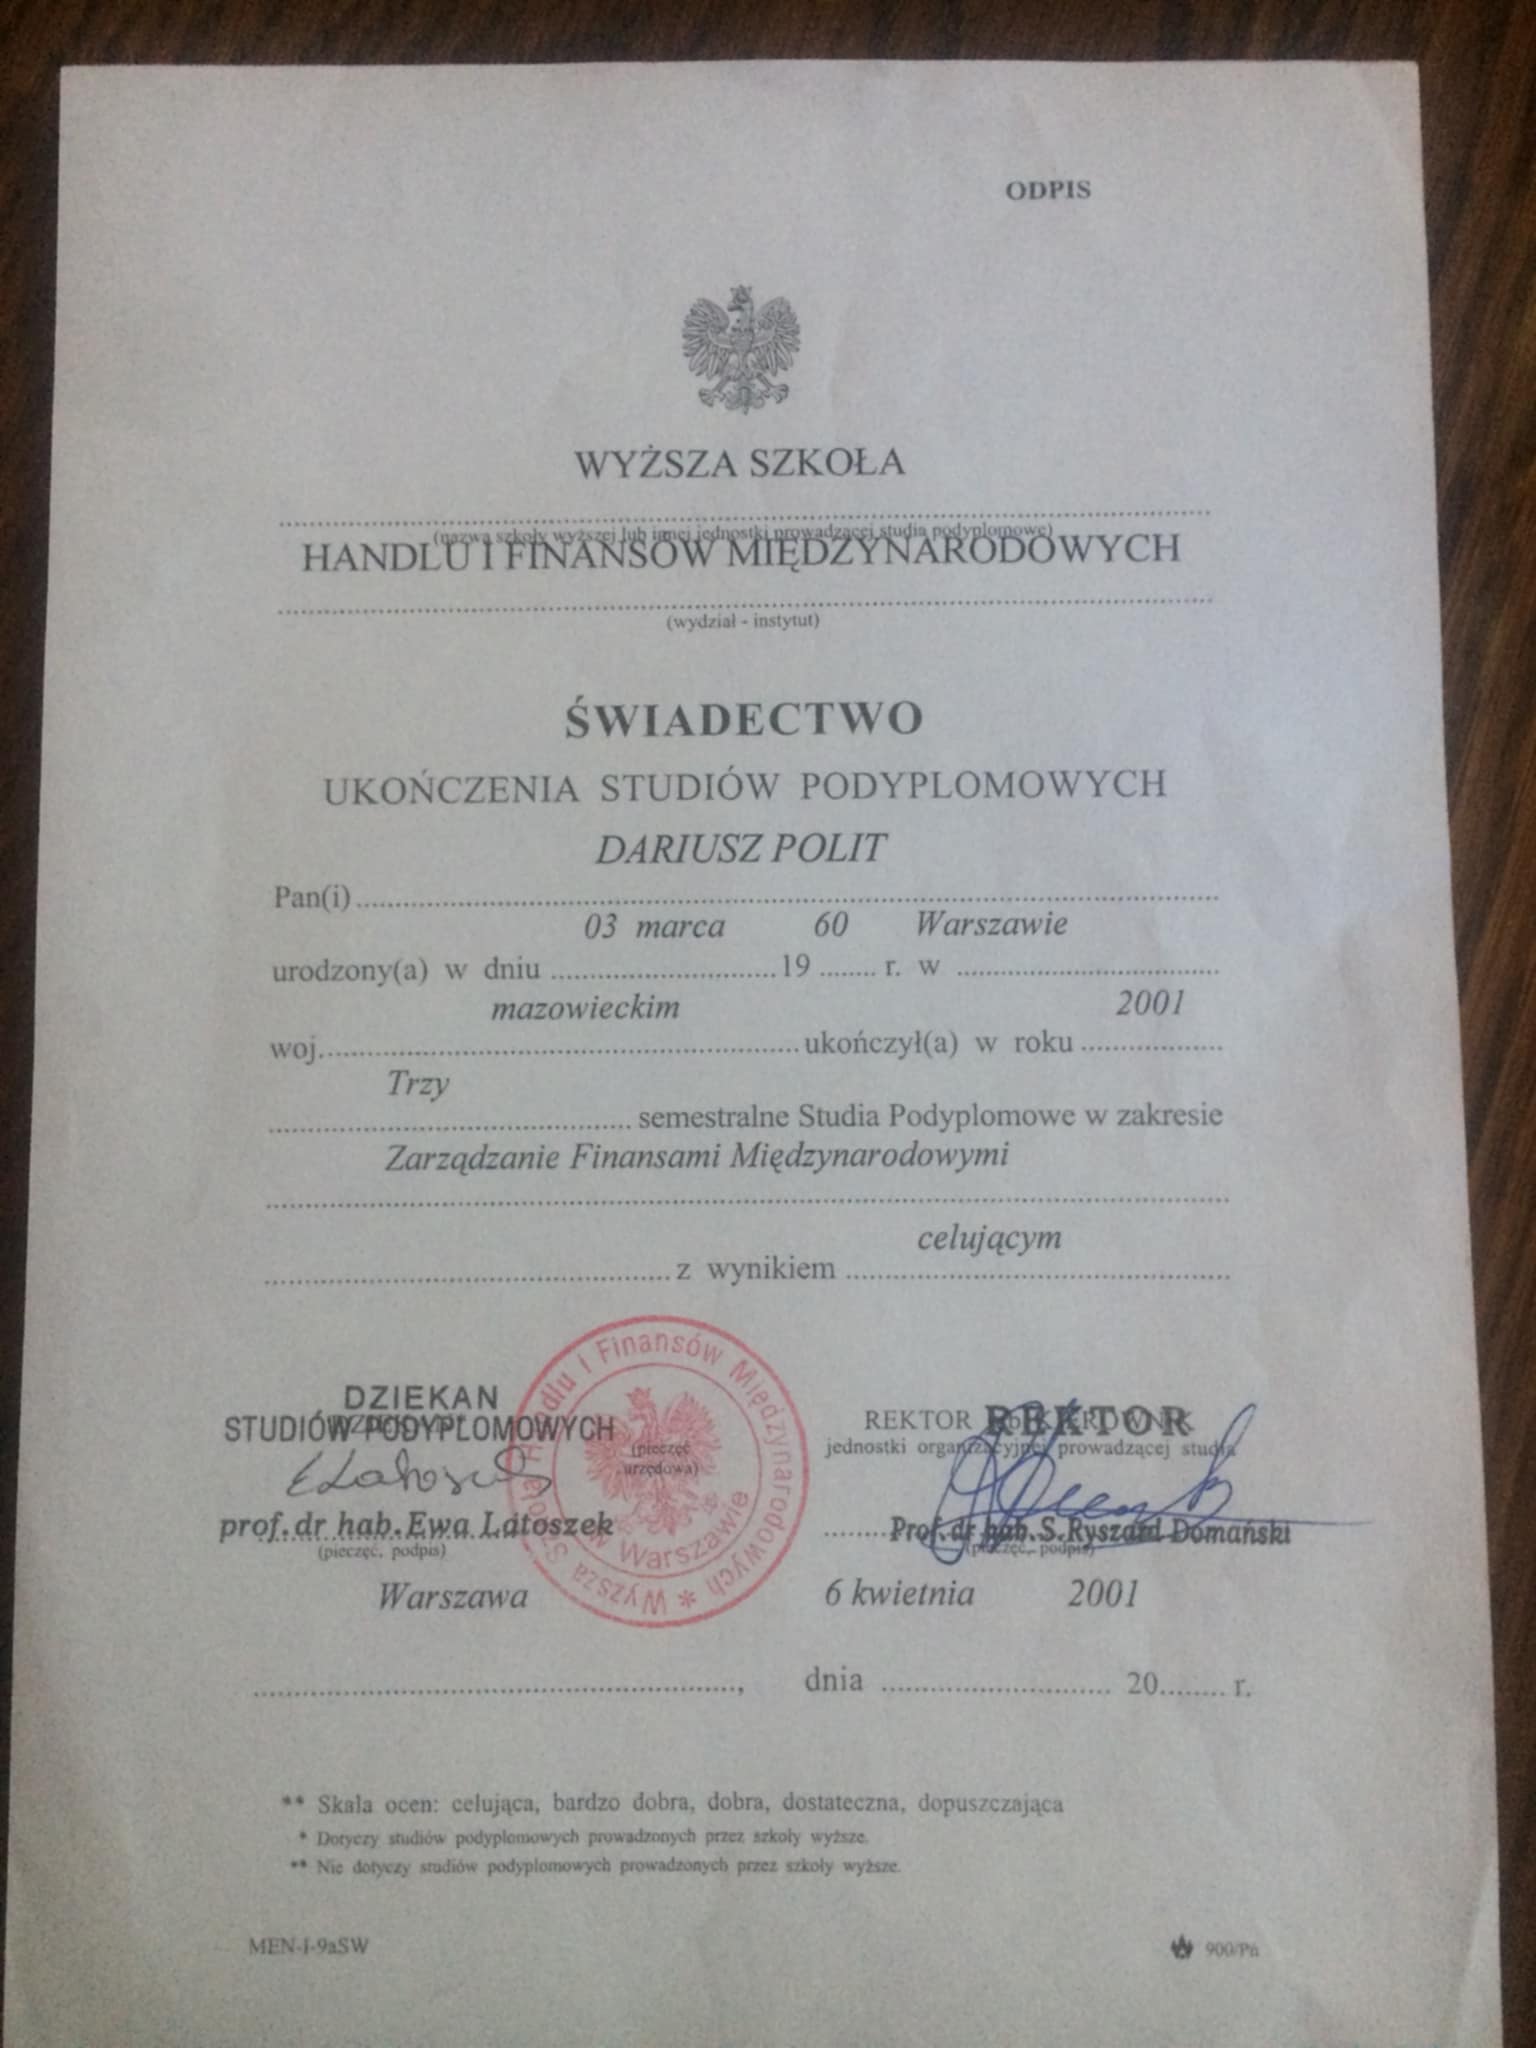 ODPIS
WYŻSZA SZKOŁA
(nazwa szkoły wyższej lub innej jednostki prowadzącej studia podyplomowe)
HANDLU I FINANSÓW MIĘDZYNARODOWYCH
(wydział - instytut)
ŚWIADECTWO
UKOŃCZENIA STUDIÓW PODYPLOMOWYCH
DARIUSZ POLIT
Pan(i)
03 marca 60 Warszawie
urodzony(a) w dniu 19 r. w
mazowieckim 2001
woj. ukończył(a) w roku
Trzy
semestralne Studia Podyplomowe w zakresie
Zarządzanie Finansami Międzynarodowymi
celującym
z wynikiem
Wyższa Szkoła Handlu i Finansów Międzynarodowych
w Warszawie
(pieczęć
urzędowa)
DZIEKAN
STUDIÓW PODYPLOMOWYCH
prof. dr hab. Ewa Latoszek
(pieczęć, podpis)
REKTOR lub KIEROWNIK
REKTOR
jednostki organizacyjnej prowadzącej studia
Prof. dr hab. S. Ryszard Domański
(pieczęć, podpis)
Warszawa 6 kwietnia 2001
, dnia 20 r.
** Skala ocen: celująca, bardzo dobra, dobra, dostateczna, dopuszczająca
* Dotyczy studiów podyplomowych prowadzonych przez szkoły wyższe.
** Nie dotyczy studiów podyplomowych prowadzonych przez szkoły wyższe.
MEN-I-9aSW
900/Pń